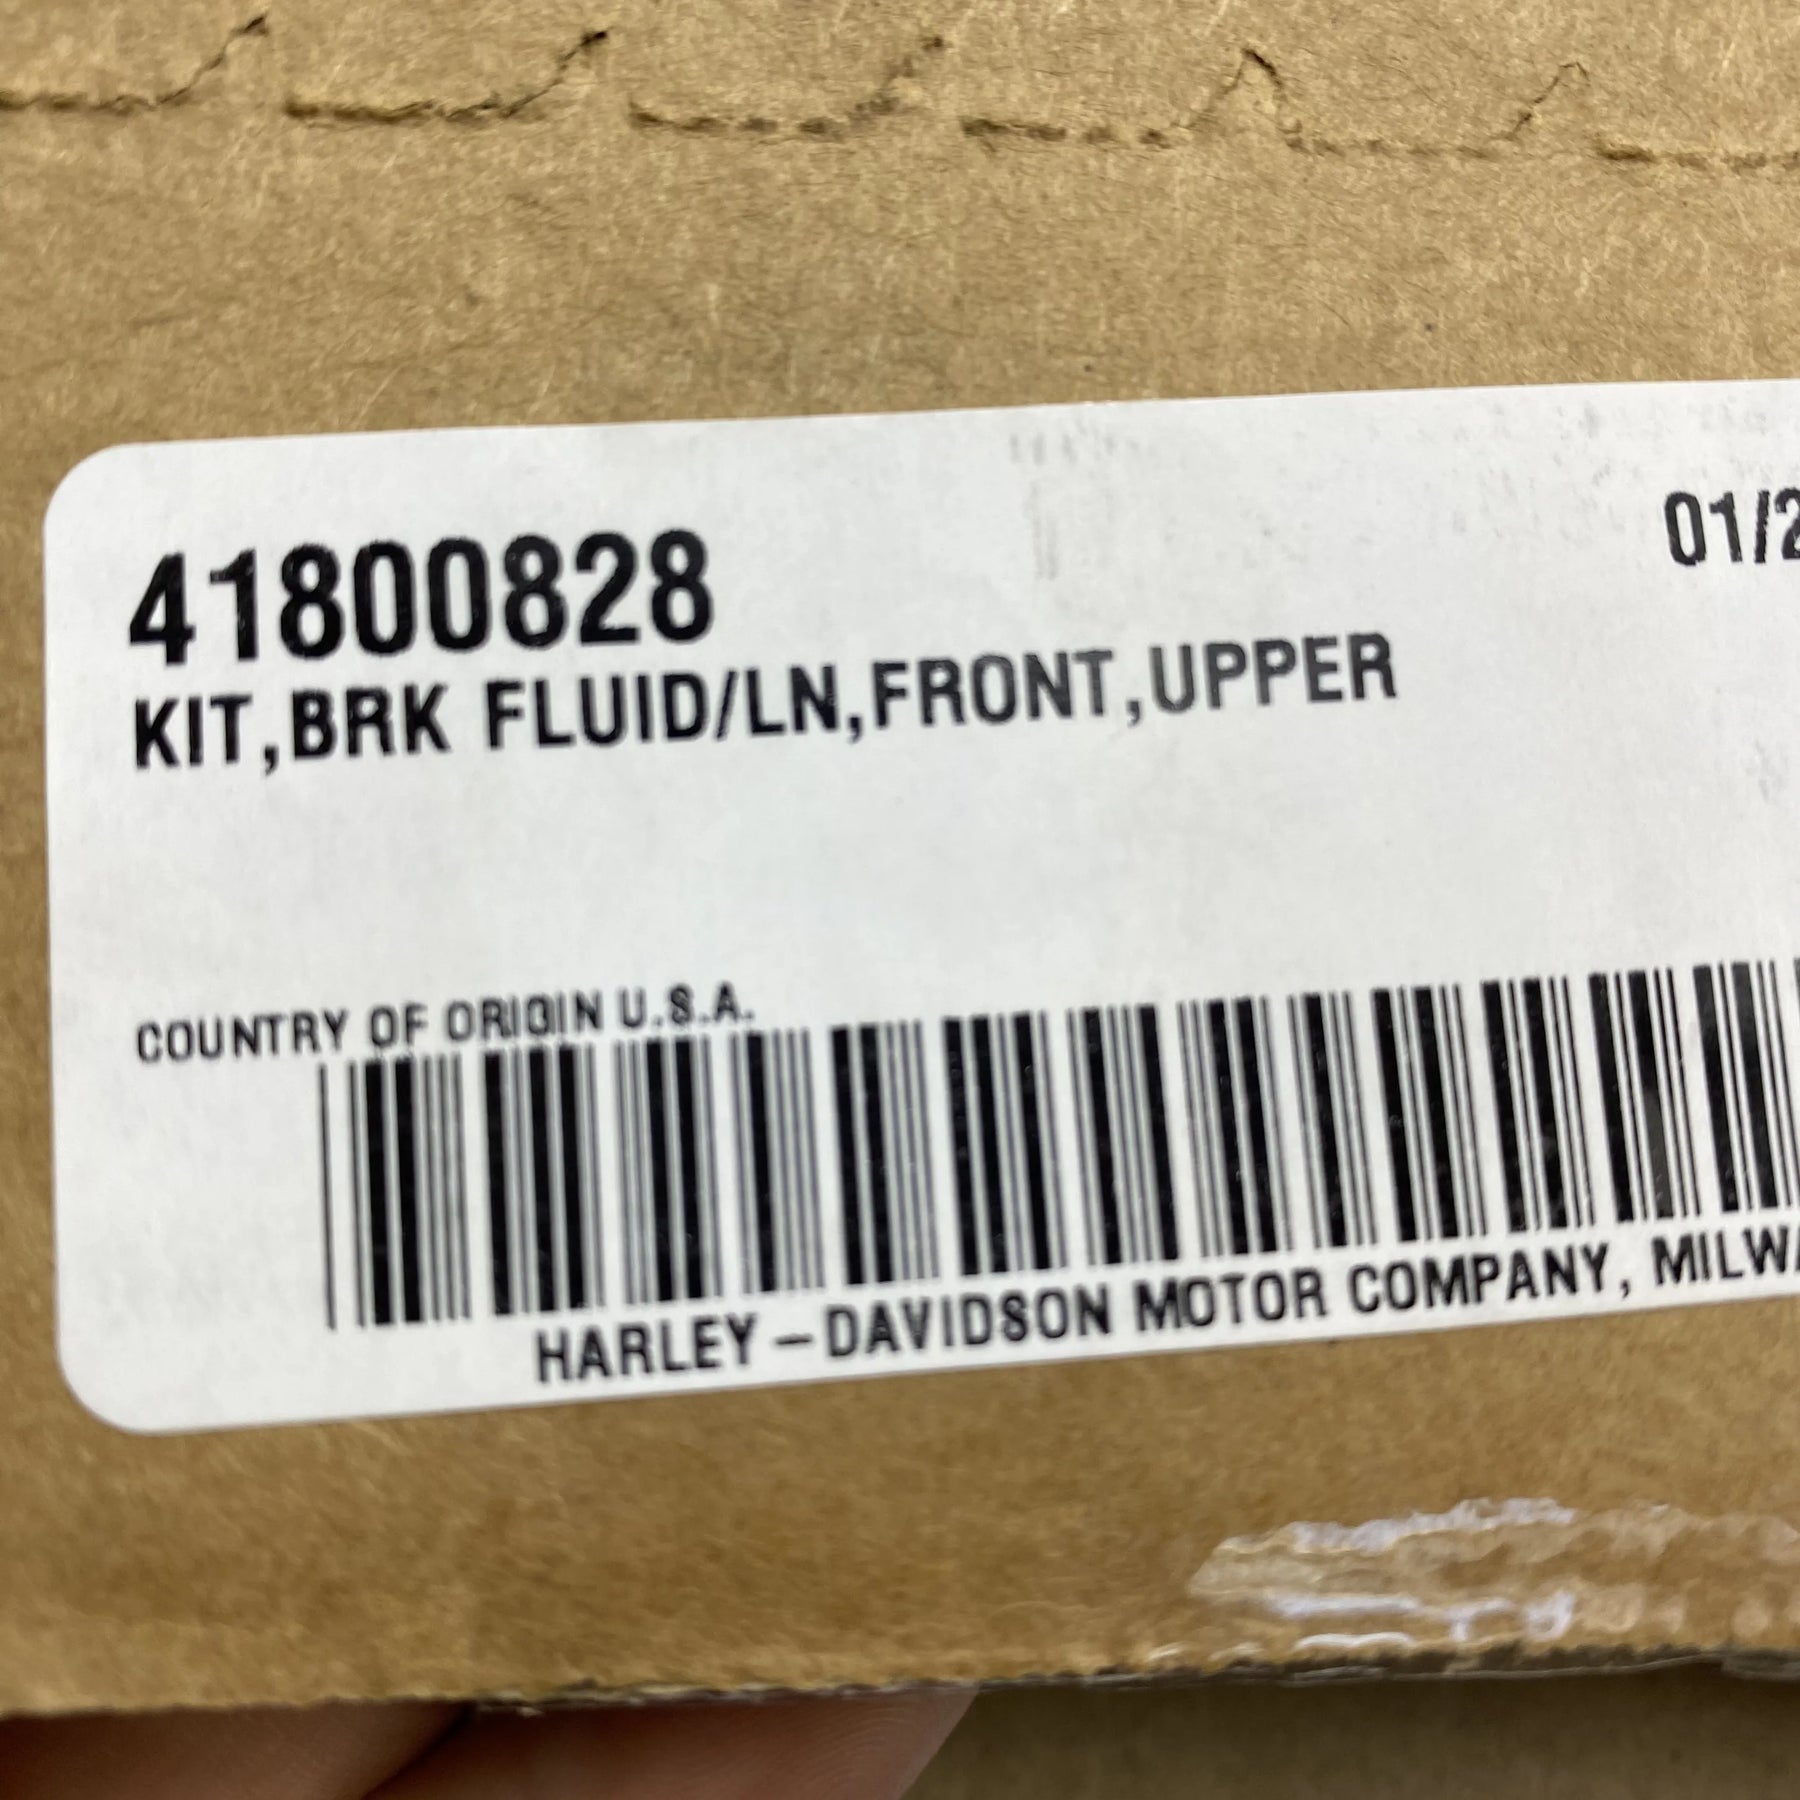 41800828
01/2
KIT,BRK FLUID/LN,FRONT,UPPER
COUNTRY OF ORIGIN U.S.A.
HARLEY-DAVIDSON MOTOR COMPANY, MILW